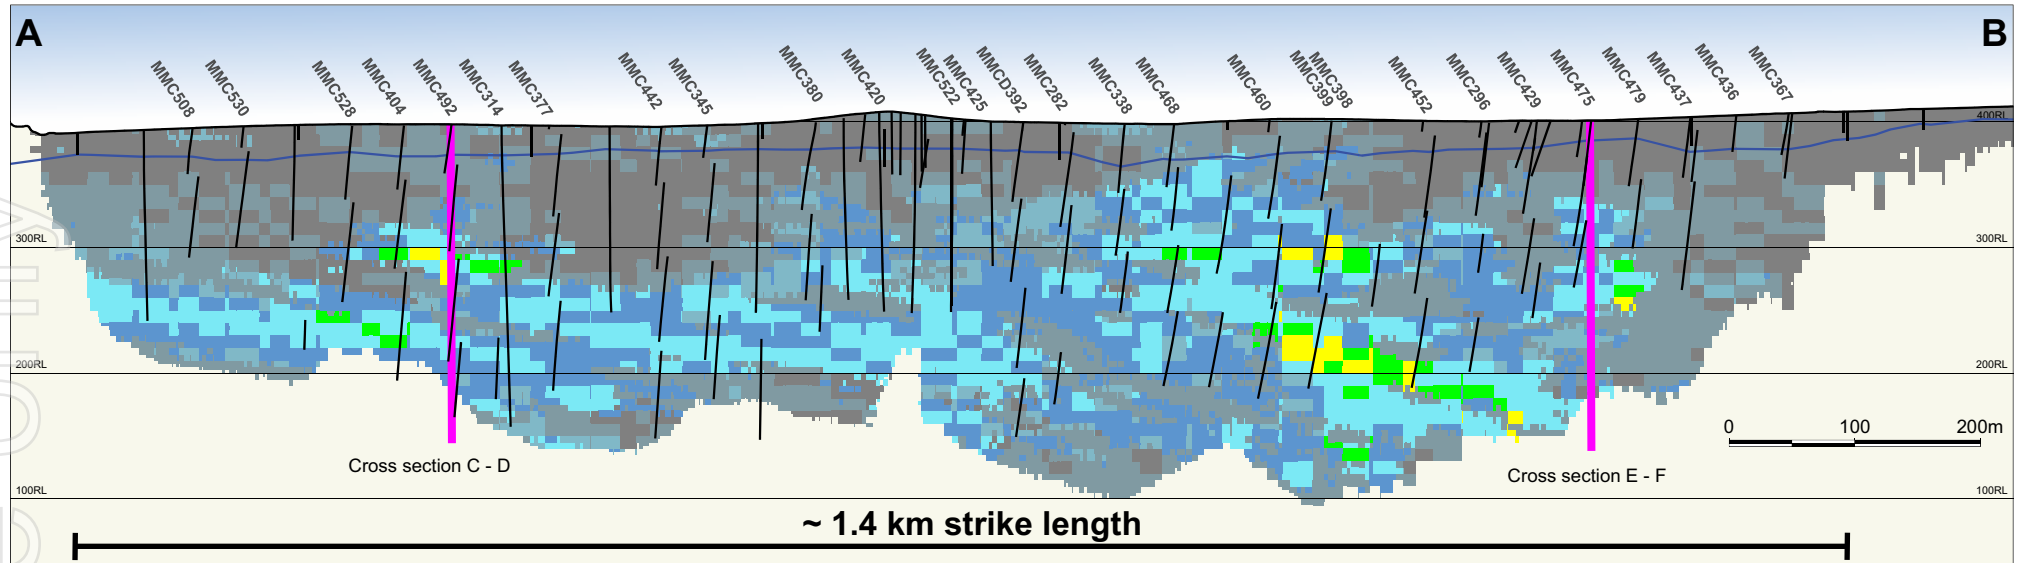 A
B
MMC508
MMC530
MMC528
MMC404
MMC492
MMC314
MMC377
MMC442
MMC345
MMC380
MMC420
MMC522
MMC425
MMCD392
MMC282
MMC338
MMC468
MMC460
MMC399
MMC398
MMC452
MMC296
MMC429
MMC475
MMC479
MMC437
MMC436
MMC367
400RL
300RL
300RL
200RL
200RL
0 100 200m
Cross section C - D
Cross section E - F
100RL
100RL
~ 1.4 km strike length